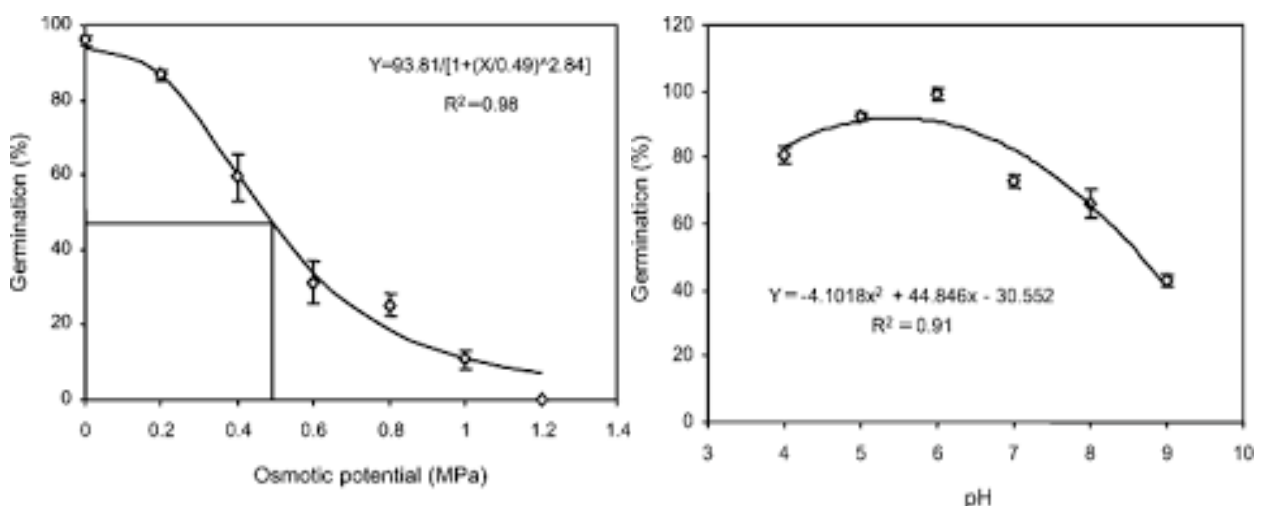 100
80
60
40
20
0
Germination (%)
Y=93.81/[1+(X/0.49)^2.84]
R²=0.98
0 0.2 0.4 0.6 0.8 1 1.2 1.4
Osmotic potential (MPa)
120
100
80
60
40
20
0
Germination (%)
Y = -4.1018x² + 44.846x - 30.552
R² = 0.91
3 4 5 6 7 8 9 10
pH